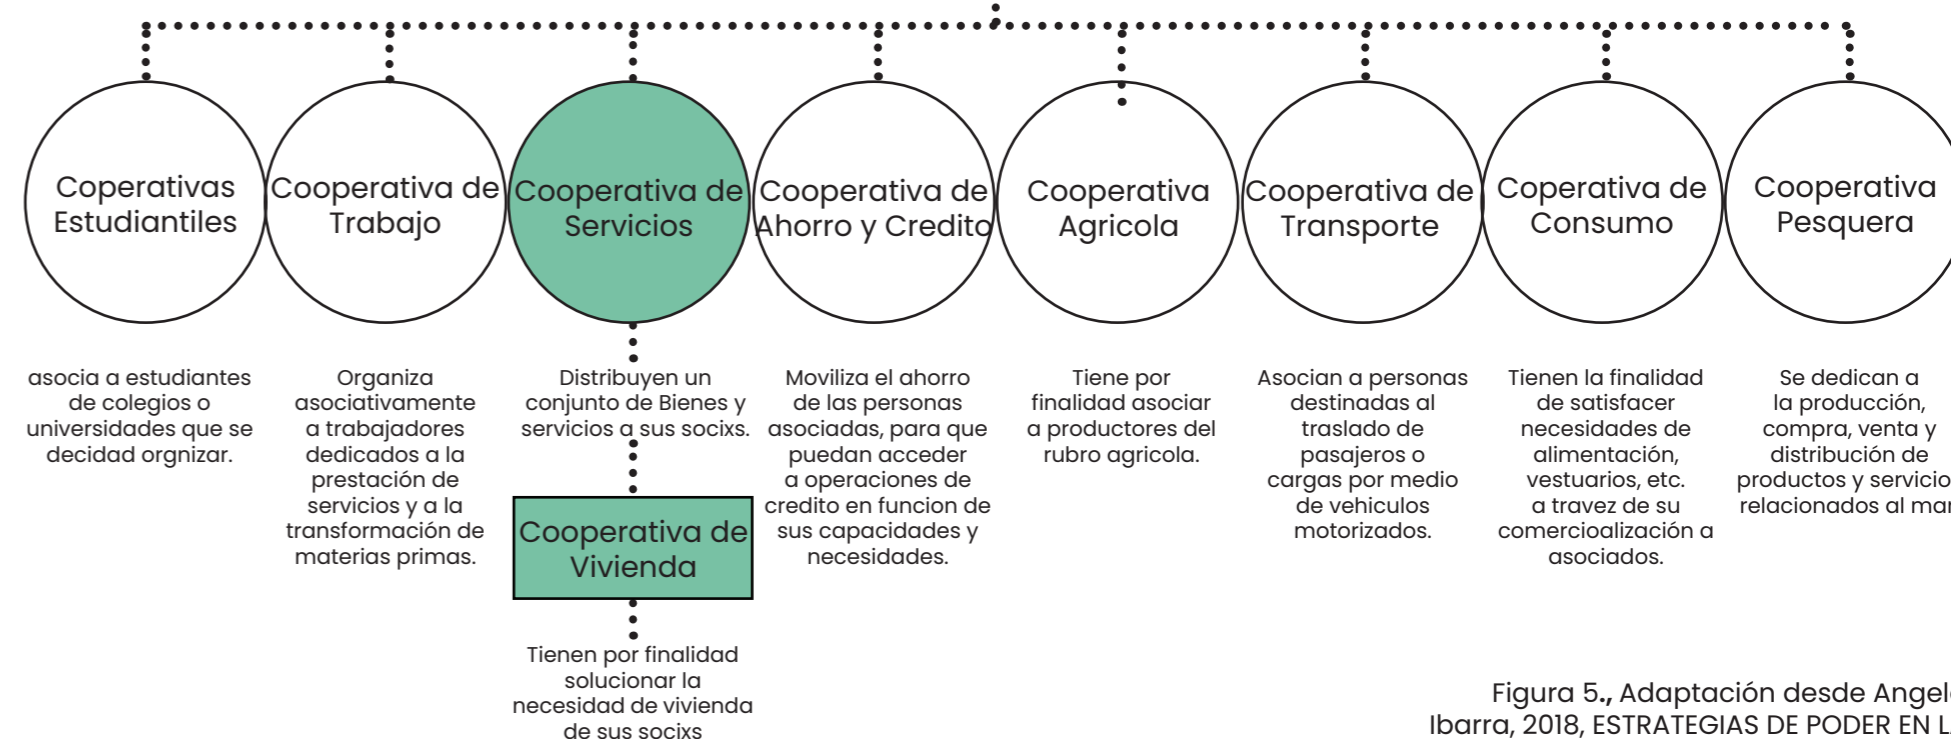 Coperativas
Estudiantiles
Cooperativa de
Trabajo
Cooperativa de
Servicios
Cooperativa de
Ahorro y Credito
Cooperativa
Agricola
Cooperativa de
Transporte
Coperativa de
Consumo
Cooperativa
Pesquera
asocia a estudiantes
de colegios o
universidades que se
decidad orgnizar.
Organiza
asociativamente
a trabajadores
dedicados a la
prestación de
servicios y a la
transformación de
materias primas.
Distribuyen un
conjunto de Bienes y
servicios a sus socixs.
Cooperativa de
Vivienda
Tienen por finalidad
solucionar la
necesidad de vivienda
de sus socixs
Moviliza el ahorro
de las personas
asociadas, para que
puedan acceder
a operaciones de
credito en funcion de
sus capacidades y
necesidades.
Tiene por
finalidad asociar
a productores del
rubro agricola.
Asocian a personas
destinadas al
traslado de
pasajeros o
cargas por medio
de vehiculos
motorizados.
Tienen la finalidad
de satisfacer
necesidades de
alimentación,
vestuarios, etc.
a travez de su
comercioalización a
asociados.
Se dedican a
la producción,
compra, venta y
distribución de
productos y servicio
relacionados al mar
Figura 5., Adaptación desde Angel
Ibarra, 2018, ESTRATEGIAS DE PODER EN L